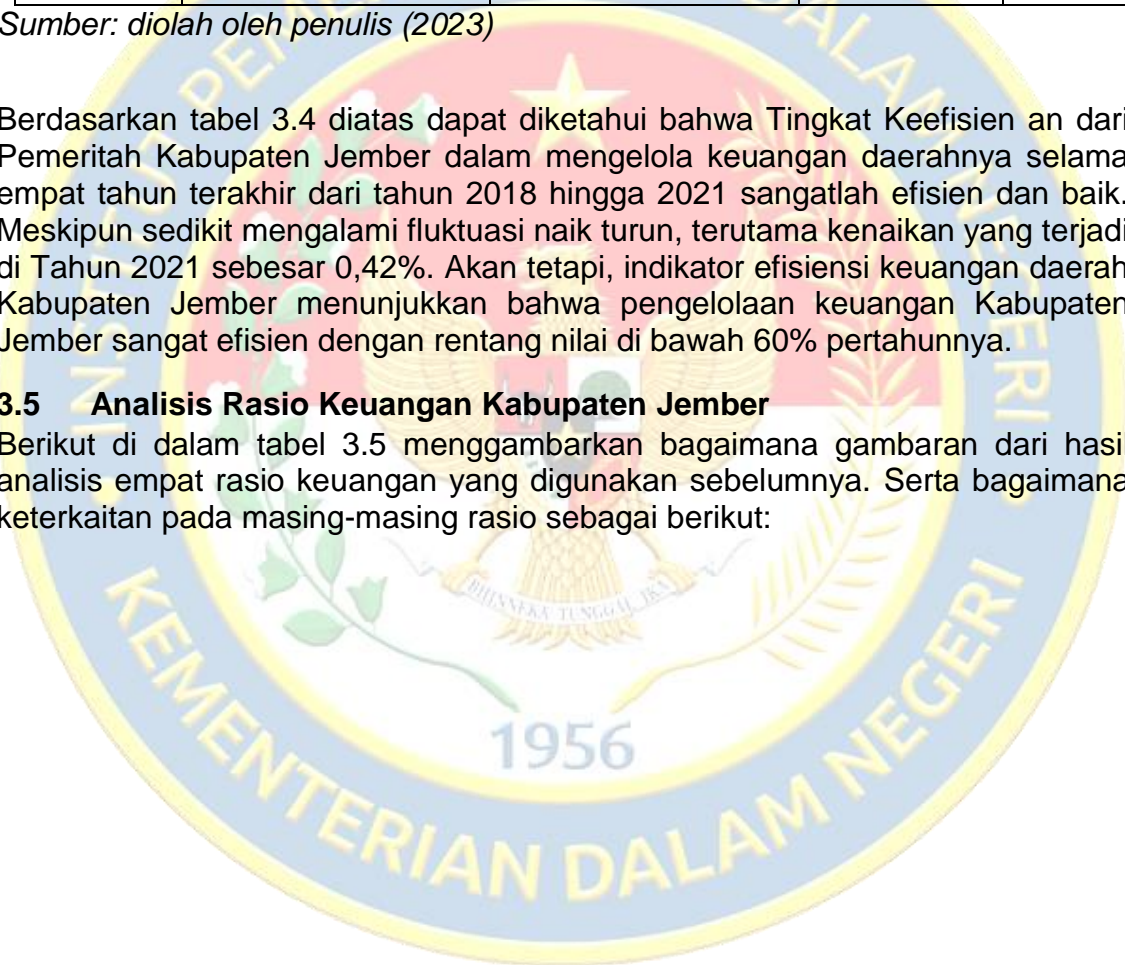 Sumber: diolah oleh penulis (2023)
Berdasarkan tabel 3.4 diatas dapat diketahui bahwa Tingkat Keefisien an dari
Pemeritah Kabupaten Jember dalam mengelola keuangan daerahnya selama
empat tahun terakhir dari tahun 2018 hingga 2021 sangatlah efisien dan baik.
Meskipun sedikit mengalami fluktuasi naik turun, terutama kenaikan yang terjadi
di Tahun 2021 sebesar 0,42%. Akan tetapi, indikator efisiensi keuangan daerah
Kabupaten Jember menunjukkan bahwa pengelolaan keuangan Kabupaten
Jember sangat efisien dengan rentang nilai di bawah 60% pertahunnya.
3.5 Analisis Rasio Keuangan Kabupaten Jember
Berikut di dalam tabel 3.5 menggambarkan bagaimana gambaran dari hasil
analisis empat rasio keuangan yang digunakan sebelumnya. Serta bagaimana
keterkaitan pada masing-masing rasio sebagai berikut:
BHINNEKA TUNGGAL IKA
1956
KEMENTERIAN DALAM NEGERI